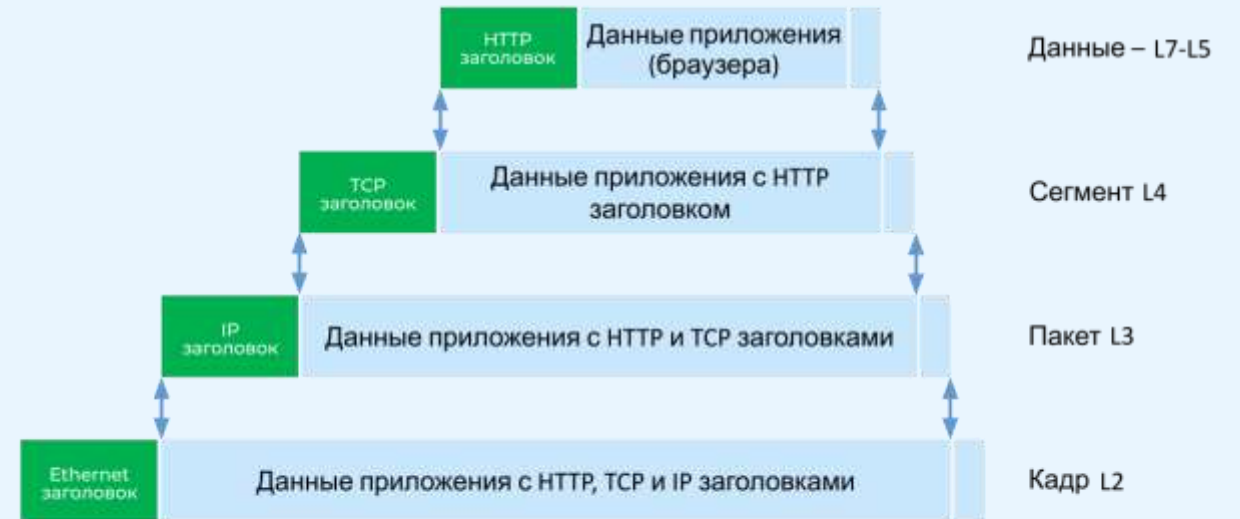 HTTP
заголовок
Данные приложения
(браузера)
Данные – L7-L5
TCP
заголовок
Данные приложения с HTTP
заголовком
Сегмент L4
IP
заголовок
Данные приложения с HTTP и TCP заголовками
Пакет L3
Ethernet
заголовок
Данные приложения с HTTP, TCP и IP заголовками
Кадр L2